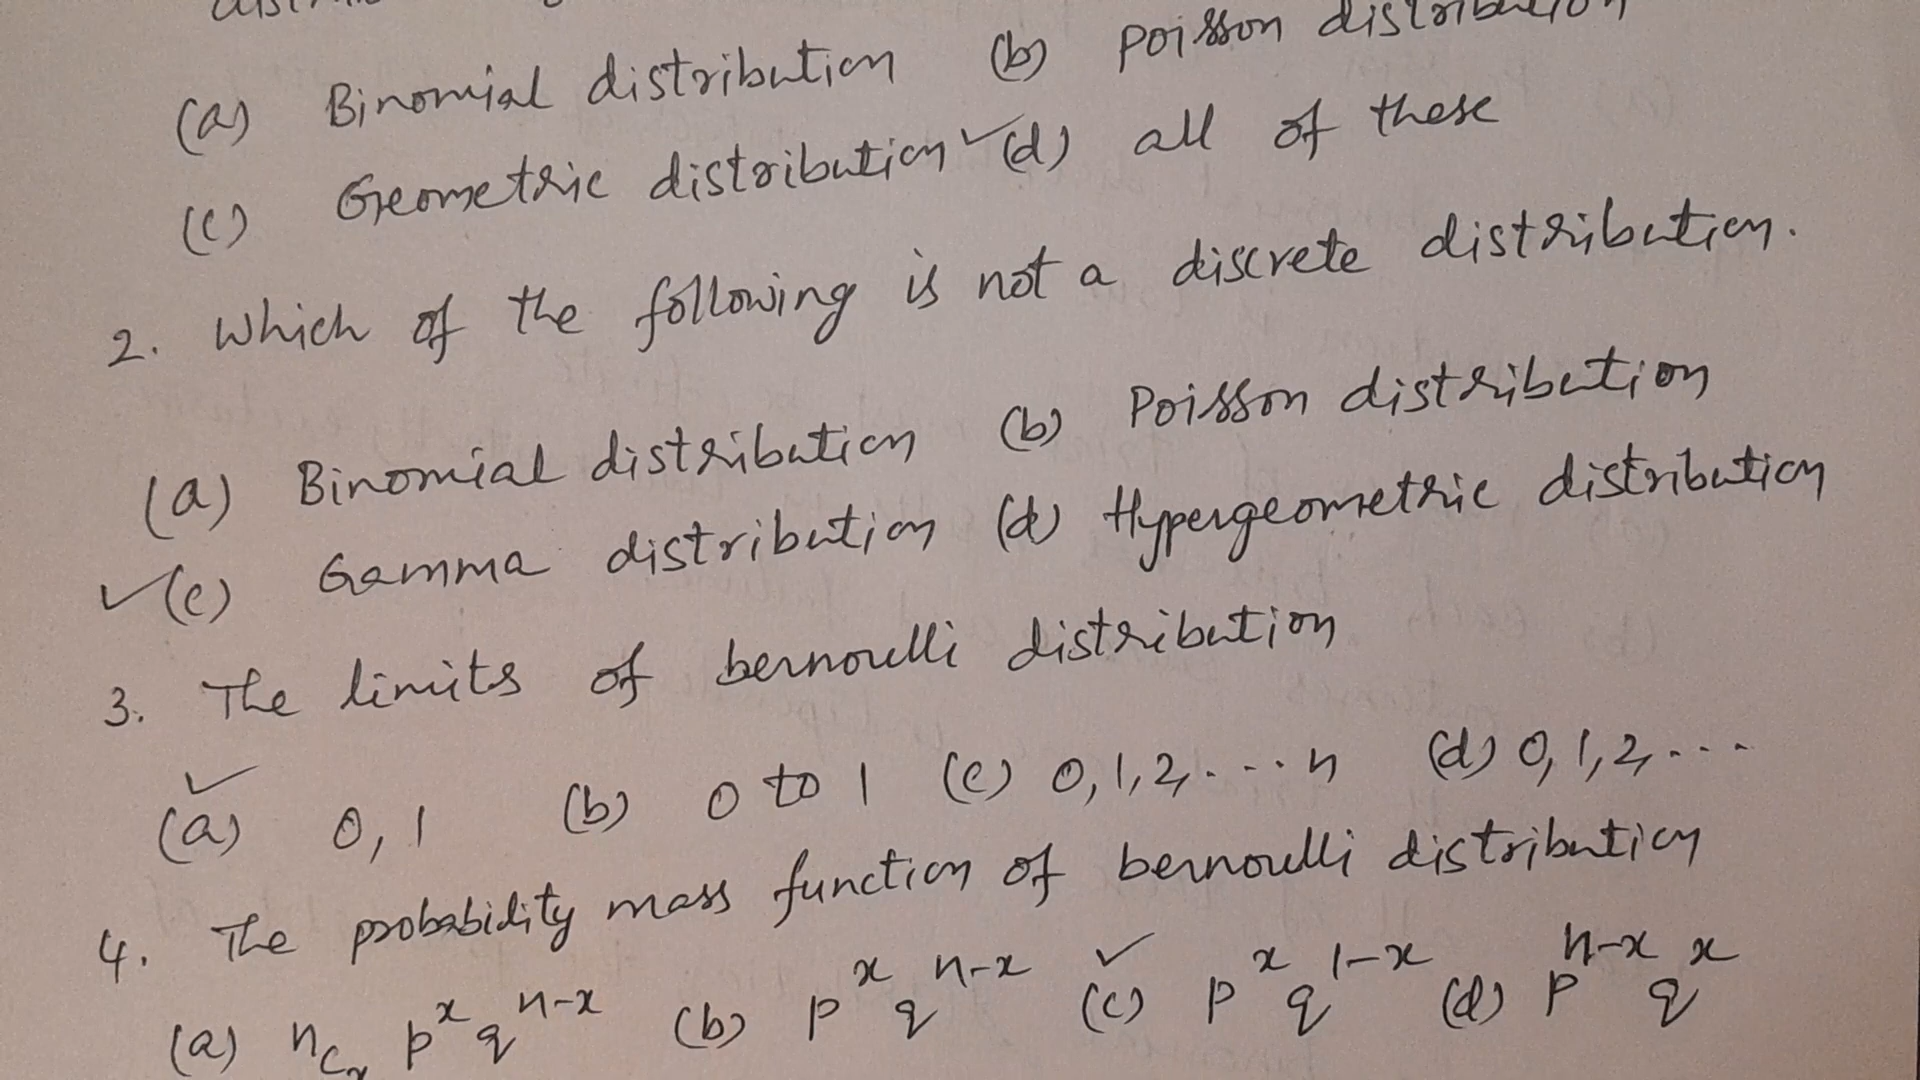 (a) Binomial distribution (b) Poisson distribution
(c) Geometric distribution ✓(d) all of these
2. Which of the following is not a discrete distribution.
(a) Binomial distribution (b) Poisson distribution
✓(c) Gamma distribution (d) Hypergeometric distribution
3. The limits of bernoulli distribution
✓(a) 0, 1 (b) 0 to 1 (c) 0, 1, 2, ... n (d) 0, 1, 2, ...
4. The probability mass function of bernoulli distribution
(a) nCx p^x q^n-x (b) p^x q^n-x ✓(c) p^x q^1-x (d) p^n-x q^x